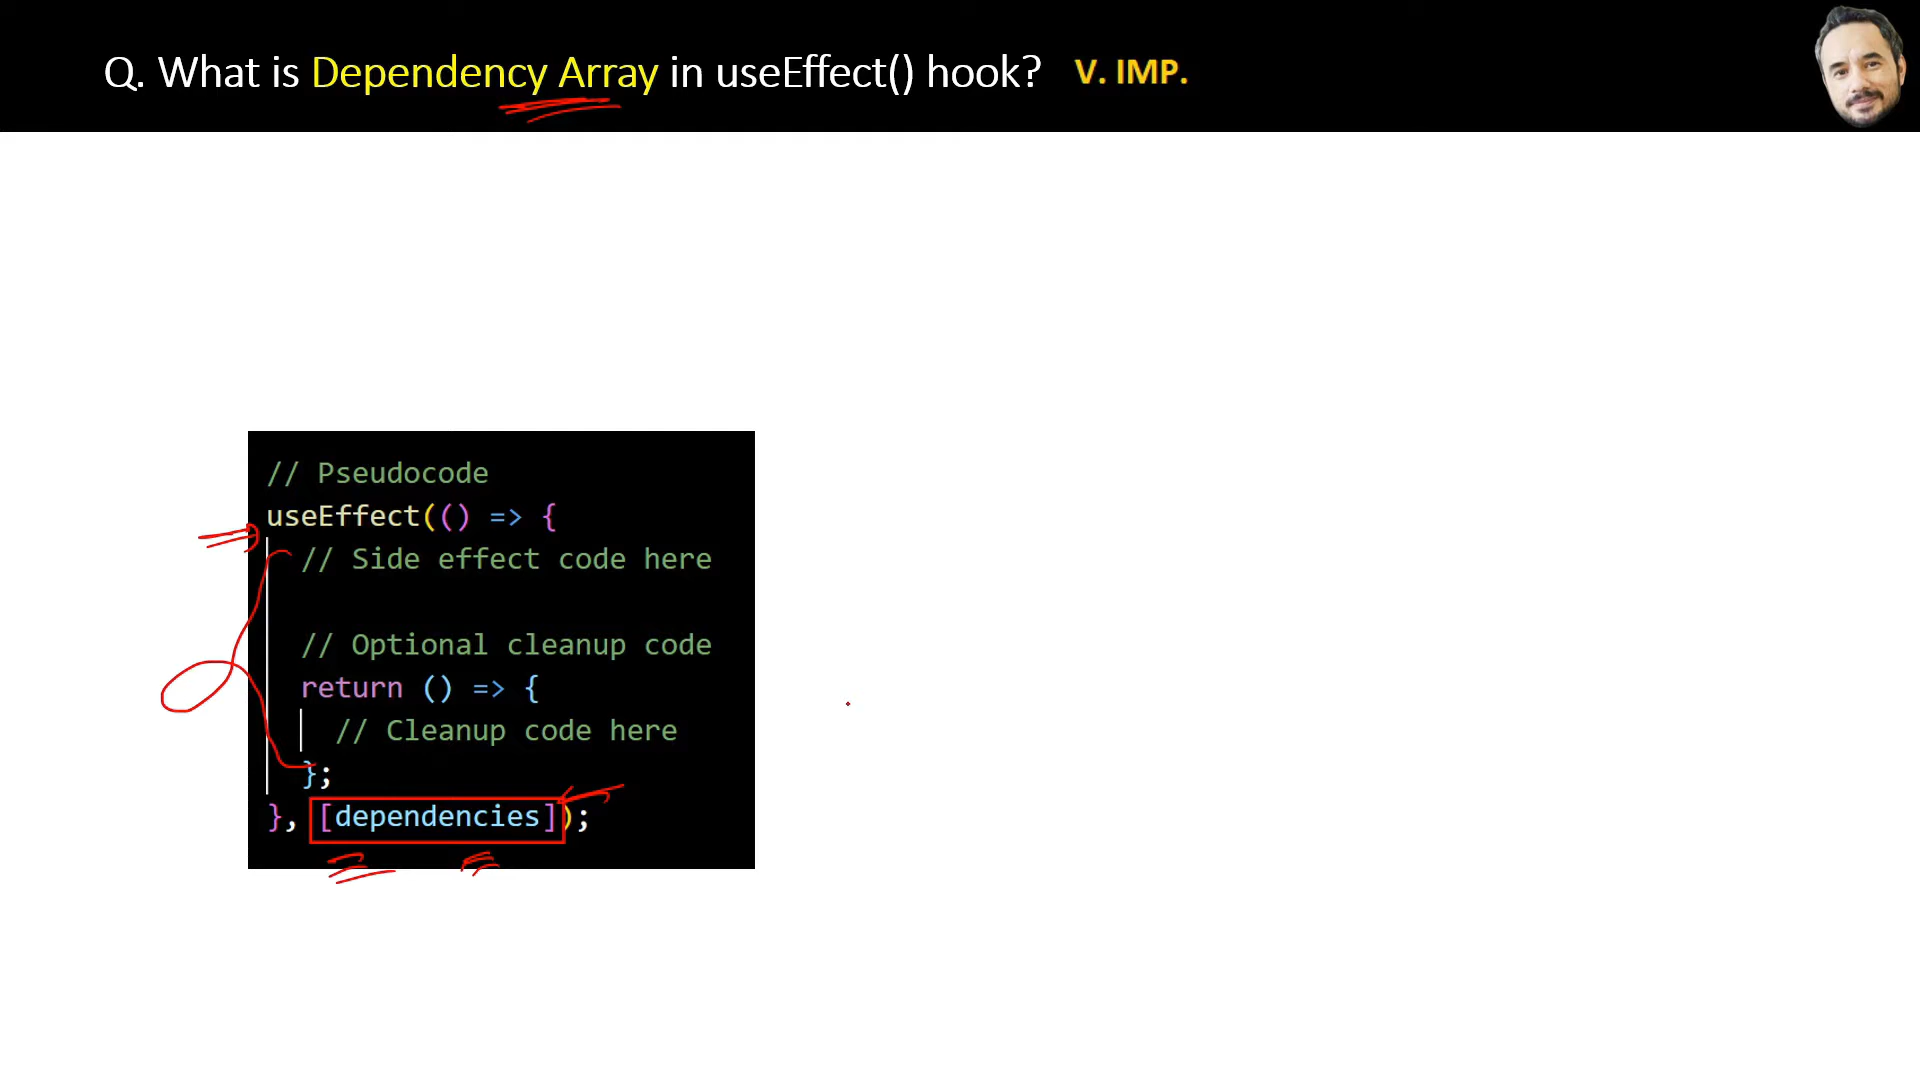 Q. What is Dependency Array in useEffect() hook? V. IMP.
// Pseudocode
useEffect(() => {
// Side effect code here
// Optional cleanup code
return () => {
// Cleanup code here
};
}, [dependencies]);